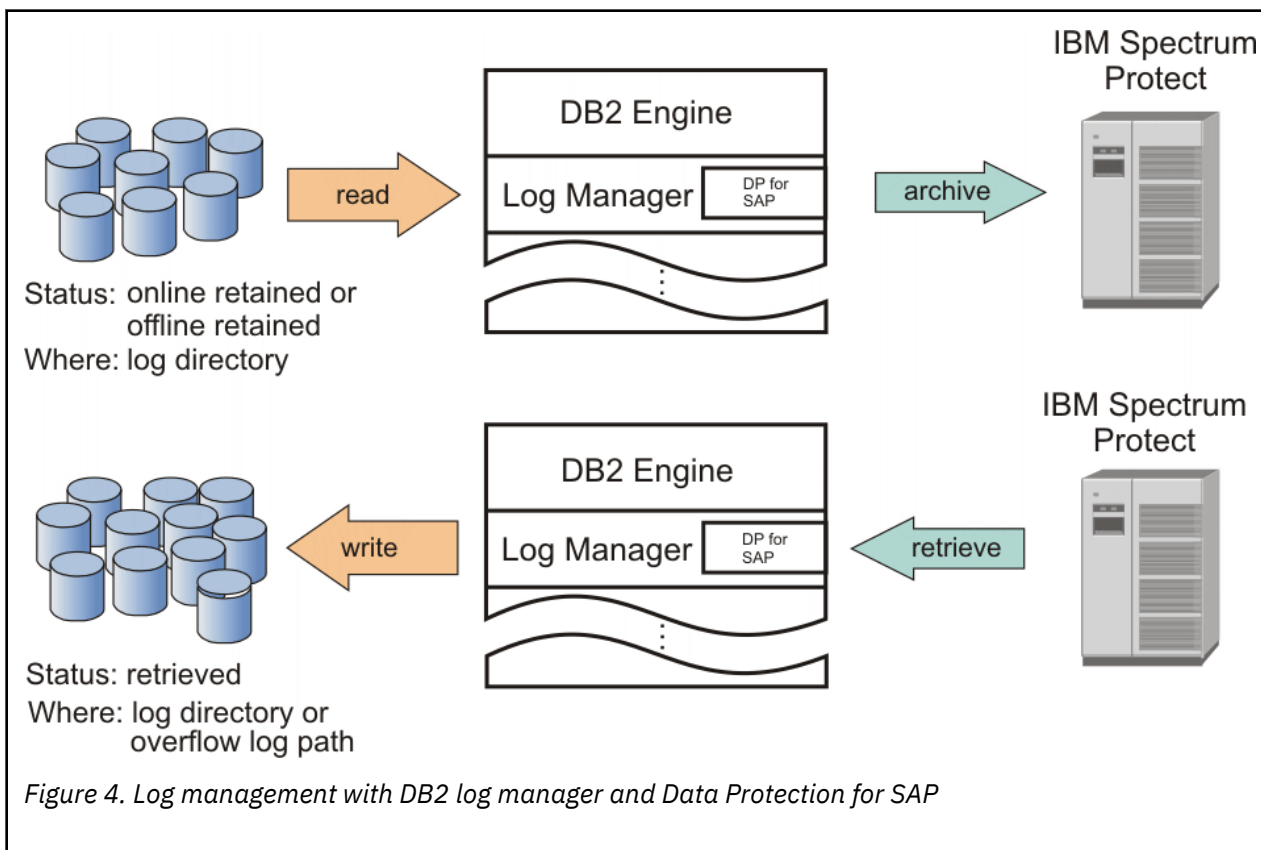 IBM Spectrum
Protect
DB2 Engine
Log Manager
DP for
SAP
read
archive
Status: online retained or
offline retained
Where: log directory
IBM Spectrum
Protect
DB2 Engine
Log Manager
DP for
SAP
write
retrieve
Status: retrieved
Where: log directory or
overflow log path
Figure 4. Log management with DB2 log manager and Data Protection for SAP